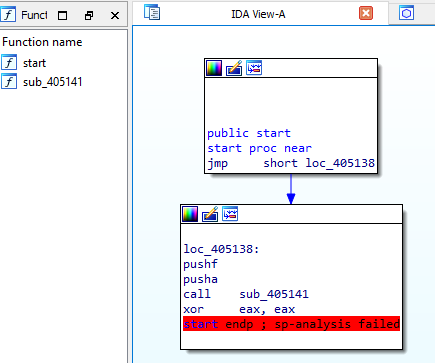 Funct
IDA View-A
Function name
start
sub_405141
public start
start proc near
jmp     short loc_405138
loc_405138:
pushf
pusha
call    sub_405141
xor     eax, eax
start endp ; sp-analysis failed